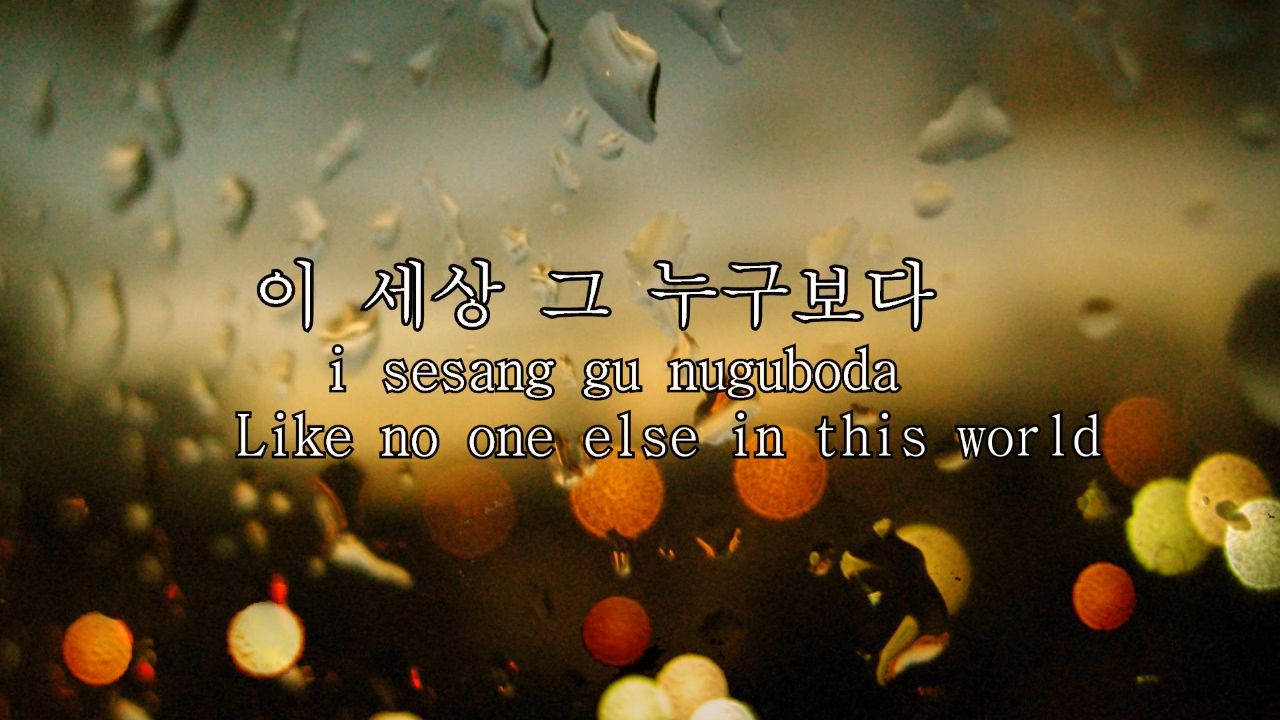 이 세상 그 누구보다
i sesang gu nuguboda
Like no one else in this world